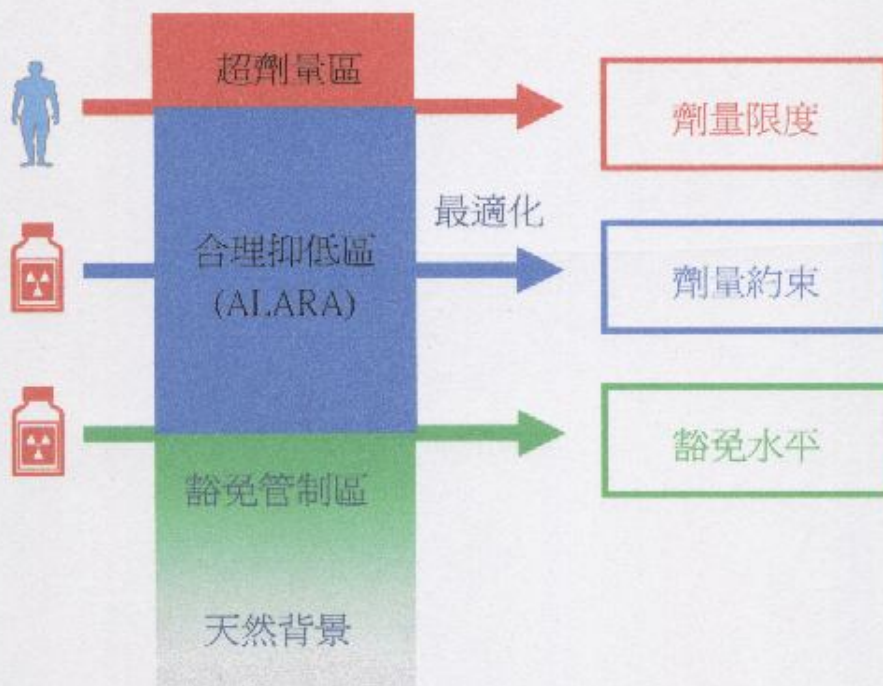 超劑量區
劑量限度
最適化
合理抑低區
(ALARA)
劑量約束
豁免水平
豁免管制區
天然背景